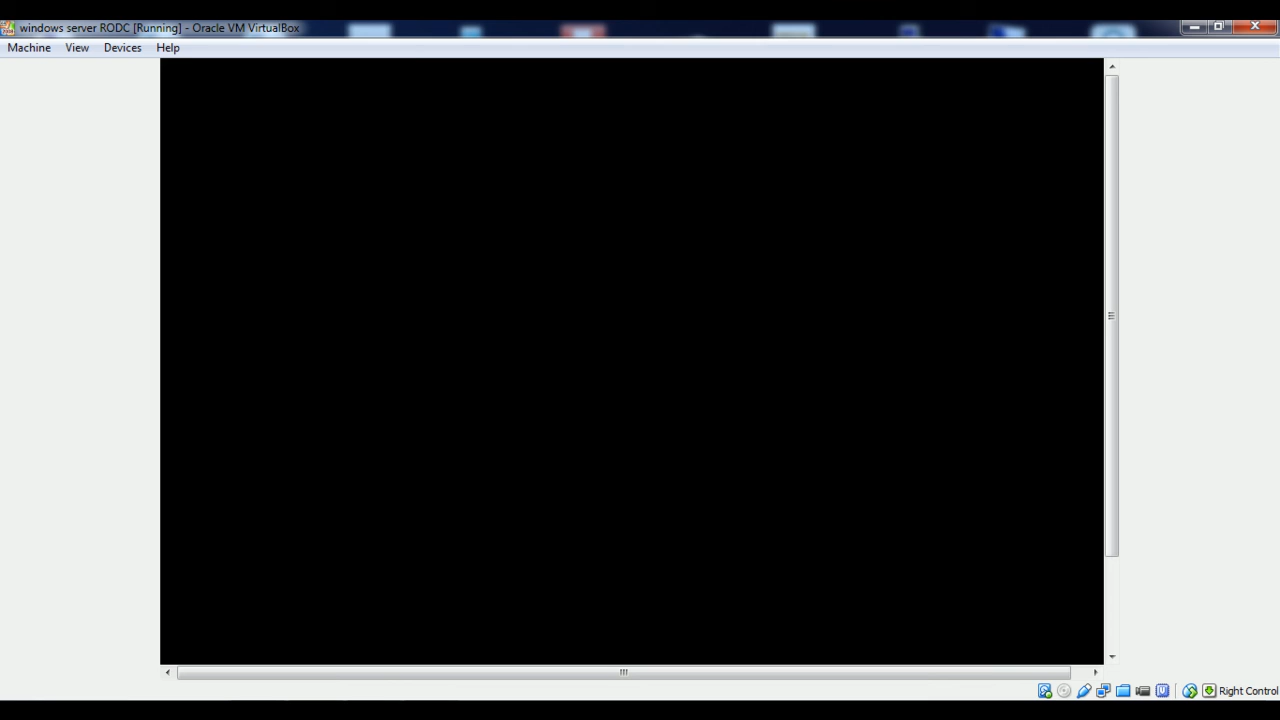 windows server RODC [Running] - Oracle VM VirtualBox
Machine View Devices Help
Right Control